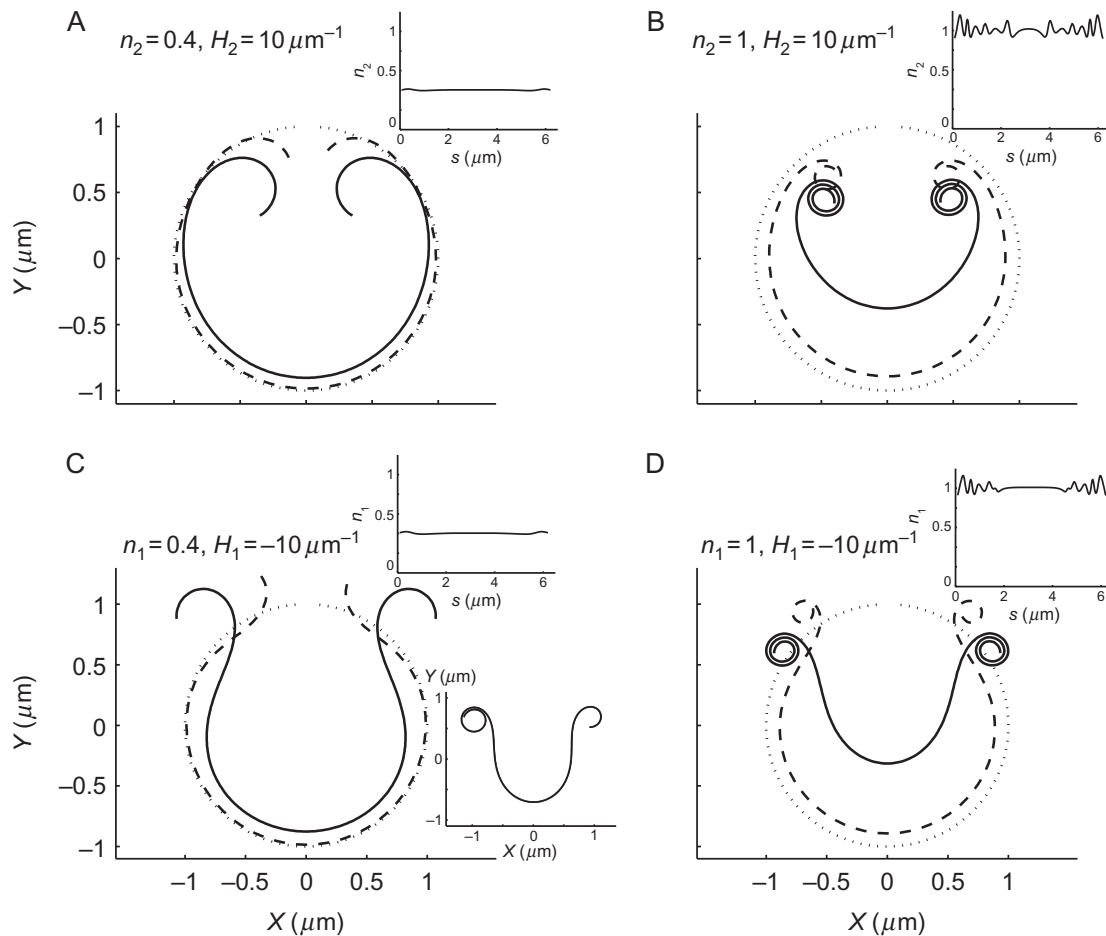 A
n₂ = 0.4, H₂ = 10 μm⁻¹
1
0.5
0
n₂
0 2 4 6
s (μm)
1
0.5
0
–0.5
–1
Y (μm)
B
n₂ = 1, H₂ = 10 μm⁻¹
1
0.5
0
n₂
0 2 4 6
s (μm)
C
n₁ = 0.4, H₁ = –10 μm⁻¹
1
0.5
0
n₁
0 2 4 6
s (μm)
1
0.5
0
–0.5
–1
Y (μm)
Y (μm)
1
0
–1
–1 0 1
X (μm)
–1 –0.5 0 0.5 1
X (μm)
D
n₁ = 1, H₁ = –10 μm⁻¹
1
0.5
0
n₁
0 2 4 6
s (μm)
–1 –0.5 0 0.5 1
X (μm)